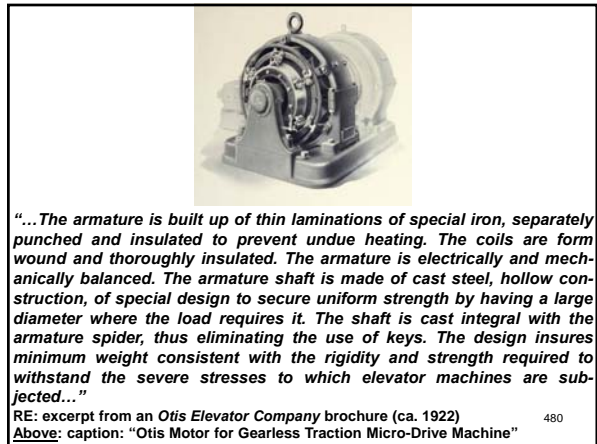 “…The armature is built up of thin laminations of special iron, separately
punched and insulated to prevent undue heating. The coils are form
wound and thoroughly insulated. The armature is electrically and mech-
anically balanced. The armature shaft is made of cast steel, hollow con-
struction, of special design to secure uniform strength by having a large
diameter where the load requires it. The shaft is cast integral with the
armature spider, thus eliminating the use of keys. The design insures
minimum weight consistent with the rigidity and strength required to
withstand the severe stresses to which elevator machines are sub-
jected…”
RE: excerpt from an Otis Elevator Company brochure (ca. 1922)
480
Above: caption: “Otis Motor for Gearless Traction Micro-Drive Machine”